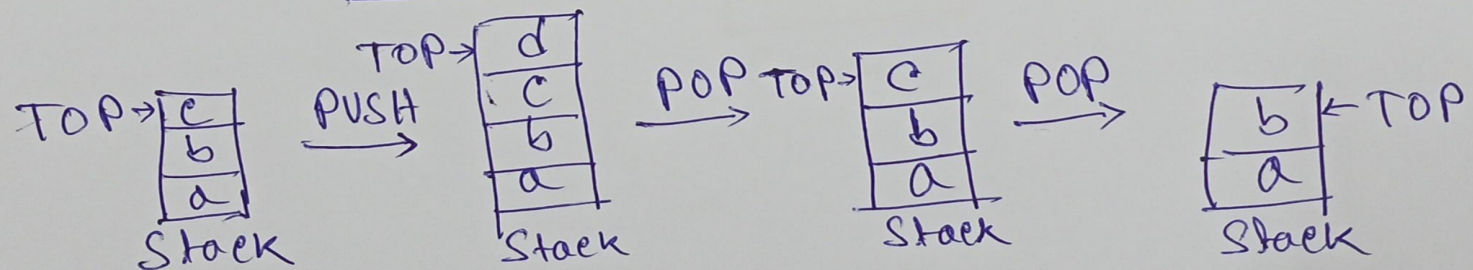 TOP→ c b a Stack
PUSH
TOP→ d c b a Stack
POP
TOP→ c b a Stack
POP
b ←TOP a Stack